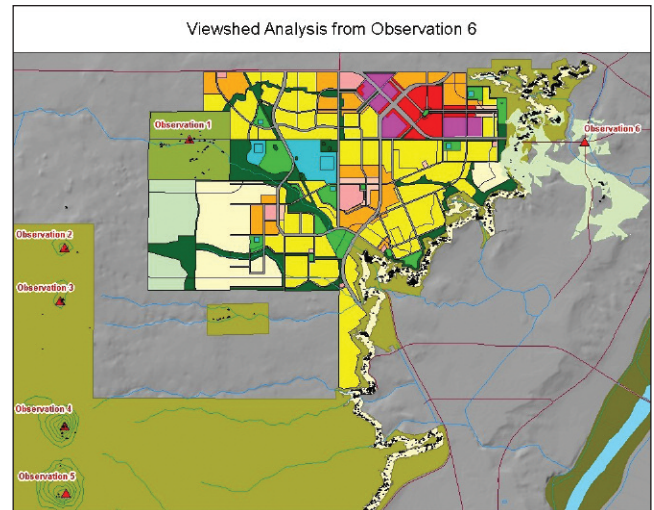 Viewshed Analysis from Observation 6
Observation 1
Observation 6
Observation 2
Observation 3
Observation 4
Observation 5